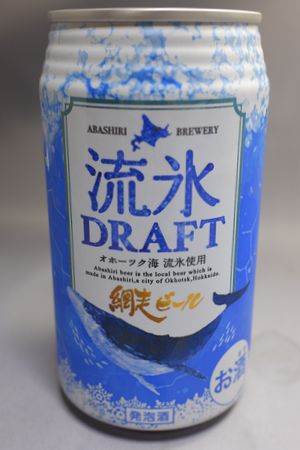 ABASHIRI BREWERY
流氷
DRAFT
オホーツク海 流氷使用
Abashiri beer is the local beer which is
made in Abashiri,a city of Okhotsk,Hokkaido.
網走ビール
お酒
発泡酒